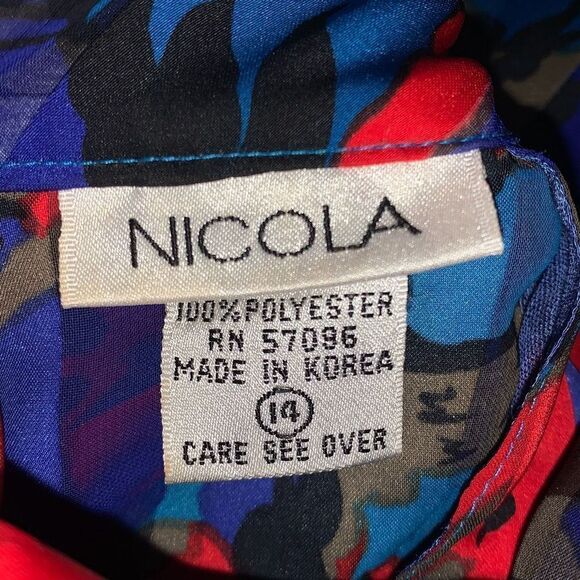 NICOLA
100% POLYESTER
RN 57096
MADE IN KOREA
14
CARE SEE OVER